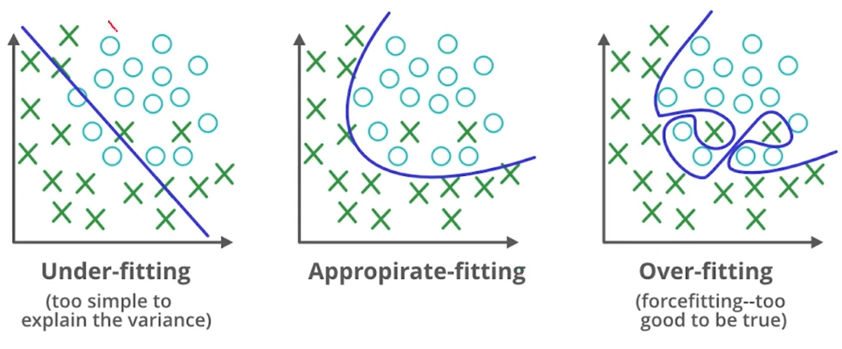 Under-fitting
(too simple to
explain the variance)
Appropirate-fitting
Over-fitting
(forcefitting--too
good to be true)